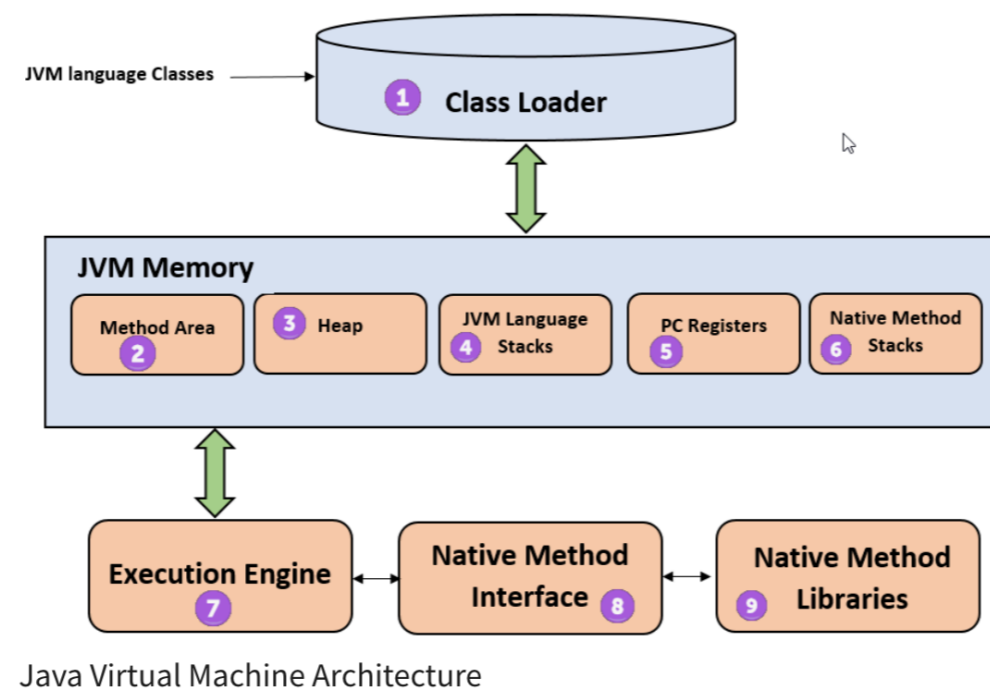 JVM language Classes
1 Class Loader
JVM Memory
Method Area
2
3 Heap
JVM Language
4 Stacks
PC Registers
5
Native Method
6 Stacks
Execution Engine
7
Native Method
Interface 8
Native Method
9 Libraries
Java Virtual Machine Architecture